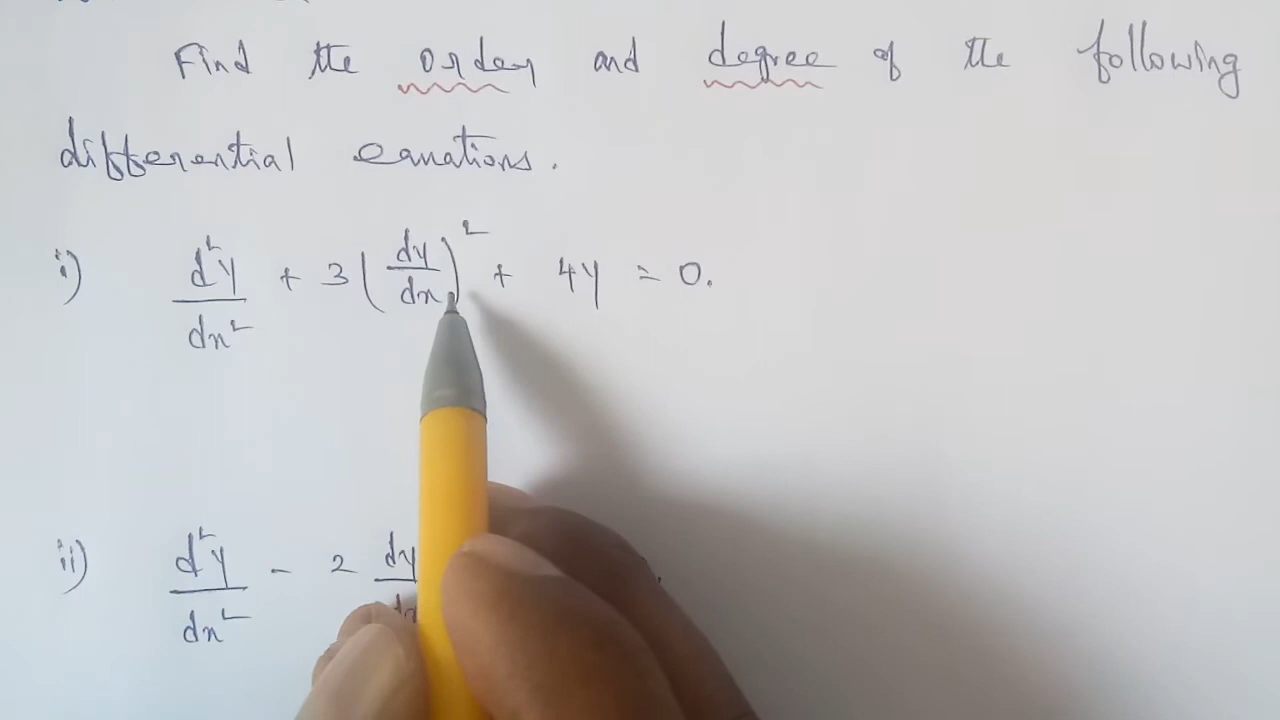 Find the order and degree of the following
differential equations.
i) d²y/dx² + 3(dy/dx)² + 4y = 0.
ii) d²y/dx² - 2 dy